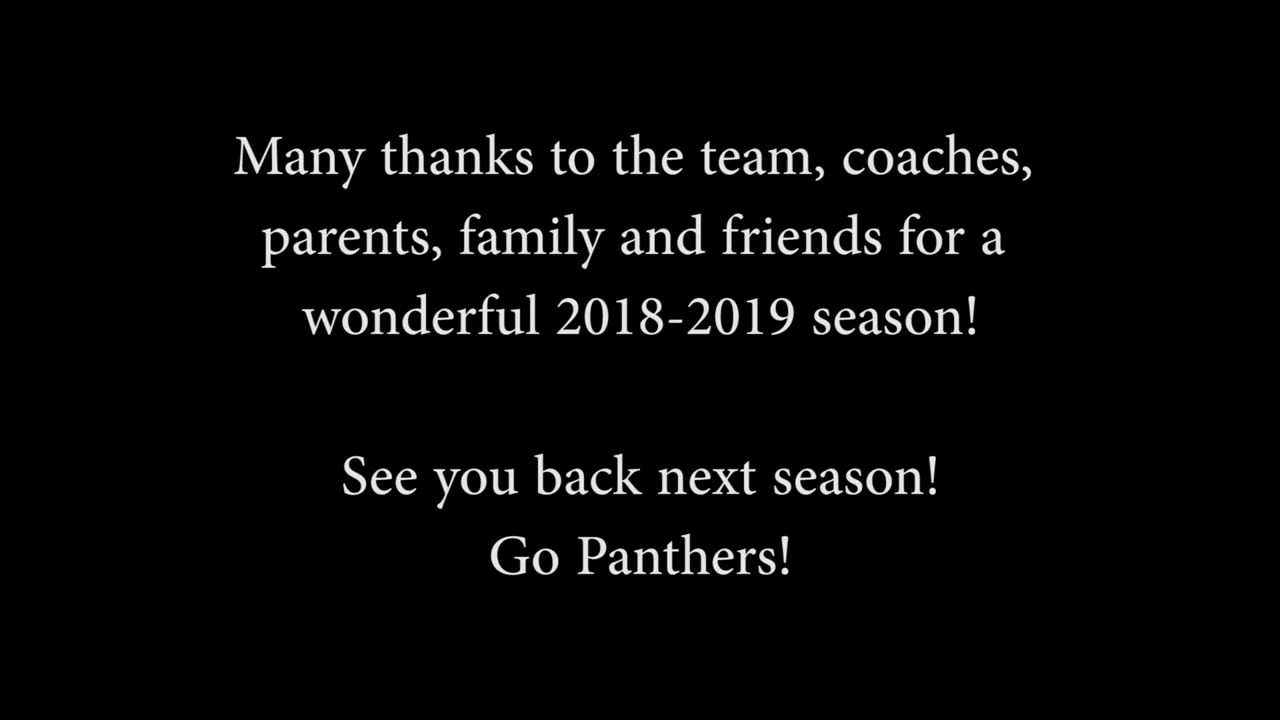 Many thanks to the team, coaches,
parents, family and friends for a
wonderful 2018-2019 season!
See you back next season!
Go Panthers!